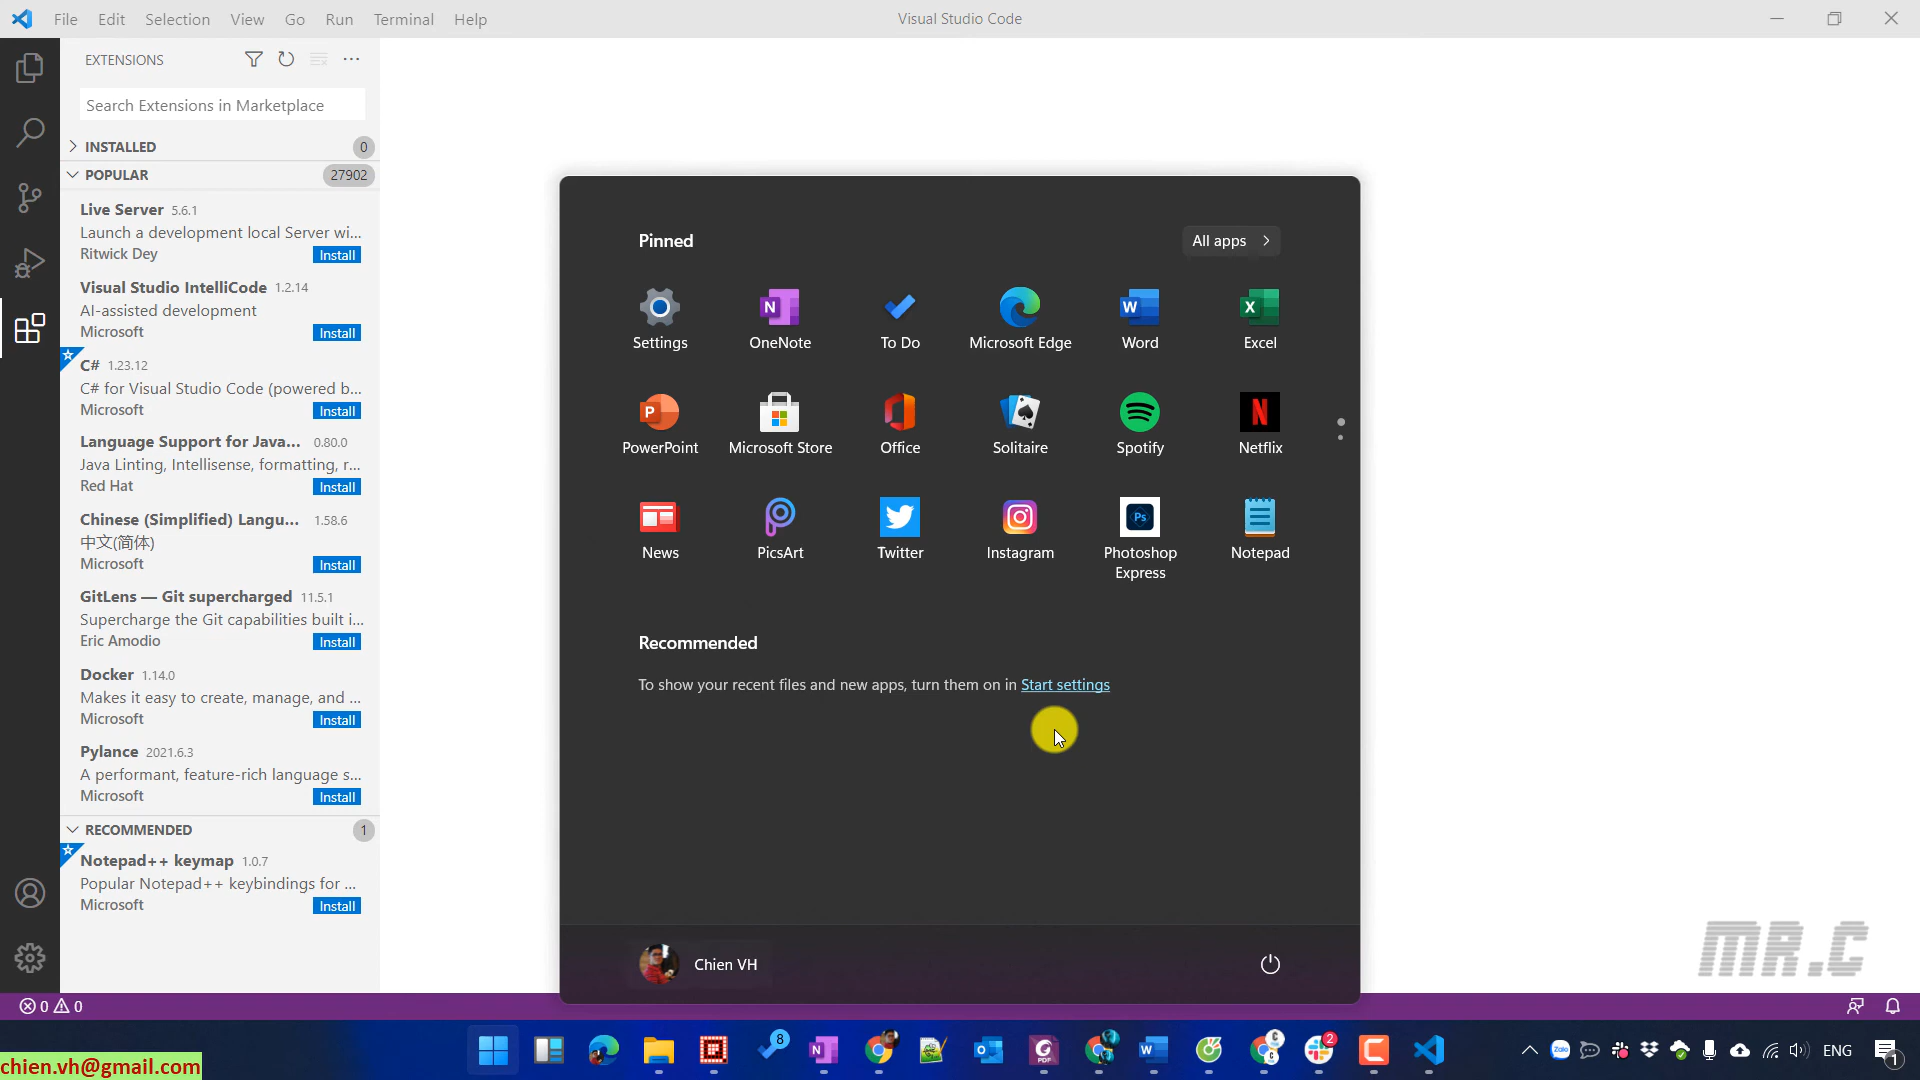 File Edit Selection View Go Run Terminal Help
Visual Studio Code
EXTENSIONS
Search Extensions in Marketplace
INSTALLED 0
POPULAR 27902
Live Server 5.6.1
Launch a development local Server wi...
Ritwick Dey Install
Visual Studio IntelliCode 1.2.14
AI-assisted development
Microsoft Install
C# 1.23.12
C# for Visual Studio Code (powered b...
Microsoft Install
Language Support for Java... 0.80.0
Java Linting, Intellisense, formatting, r...
Red Hat Install
Chinese (Simplified) Langu... 1.58.6
中文(简体)
Microsoft Install
GitLens — Git supercharged 11.5.1
Supercharge the Git capabilities built i...
Eric Amodio Install
Docker 1.14.0
Makes it easy to create, manage, and ...
Microsoft Install
Pylance 2021.6.3
A performant, feature-rich language s...
Microsoft Install
RECOMMENDED 1
Notepad++ keymap 1.0.7
Popular Notepad++ keybindings for ...
Microsoft Install
Pinned
All apps
Settings OneNote To Do Microsoft Edge Word Excel
PowerPoint Microsoft Store Office Solitaire Spotify Netflix
News PicsArt Twitter Instagram Photoshop Express Notepad
Recommended
To show your recent files and new apps, turn them on in Start settings
Chien VH
MR.C
0 0
8
2
ENG
1
chien.vh@gmail.com